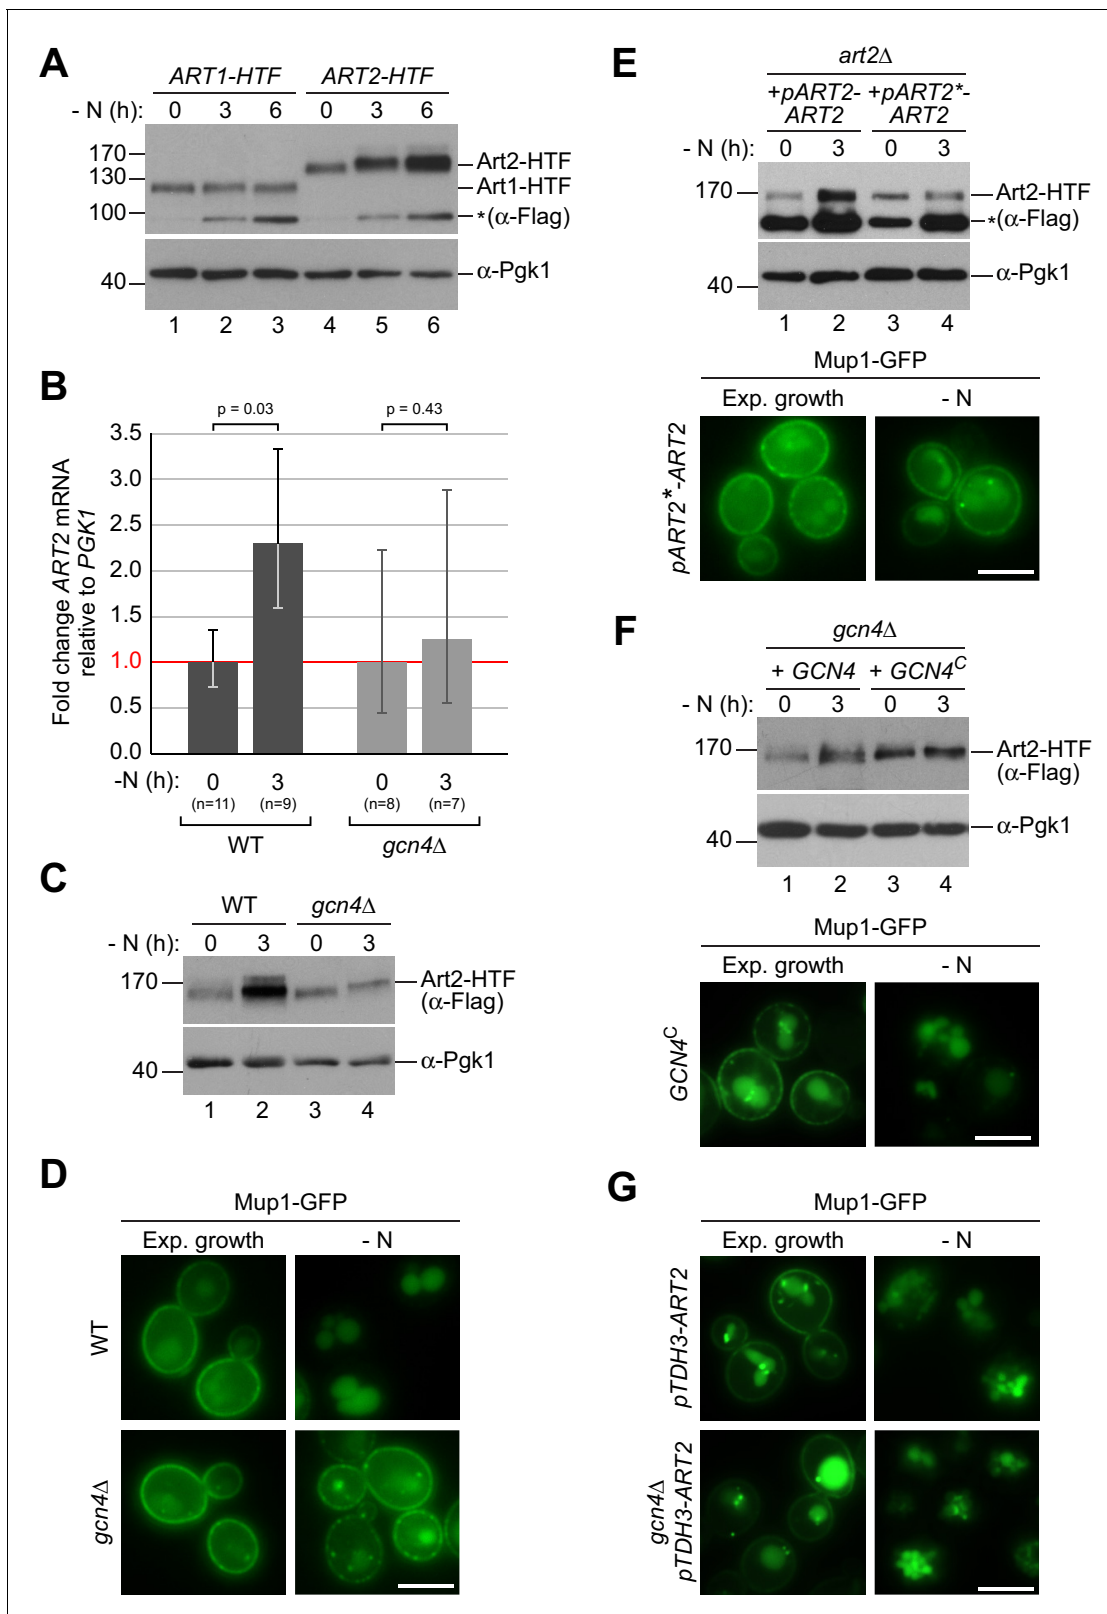 A
ART1-HTF ART2-HTF
- N (h): 0 3 6 0 3 6
170
130
100
Art2-HTF
Art1-HTF
*(α-Flag)
40
α-Pgk1
1 2 3 4 5 6
B
p = 0.03 p = 0.43
Fold change ART2 mRNA
relative to PGK1
3.5
3.0
2.5
2.0
1.5
1.0
0.5
0.0
-N (h): 0 3 0 3
(n=11) (n=9) (n=8) (n=7)
WT gcn4Δ
C
WT gcn4Δ
- N (h): 0 3 0 3
170
Art2-HTF
(α-Flag)
40
α-Pgk1
1 2 3 4
D
Mup1-GFP
Exp. growth - N
WT
gcn4Δ
E
art2Δ
+pART2- +pART2*-
ART2 ART2
- N (h): 0 3 0 3
170
Art2-HTF
*(α-Flag)
40
α-Pgk1
1 2 3 4
Mup1-GFP
Exp. growth - N
pART2*-ART2
F
gcn4Δ
+ GCN4 + GCN4C
- N (h): 0 3 0 3
170
Art2-HTF
(α-Flag)
40
α-Pgk1
1 2 3 4
Mup1-GFP
Exp. growth - N
GCN4C
G
Mup1-GFP
Exp. growth - N
pTDH3-ART2
gcn4Δ
pTDH3-ART2